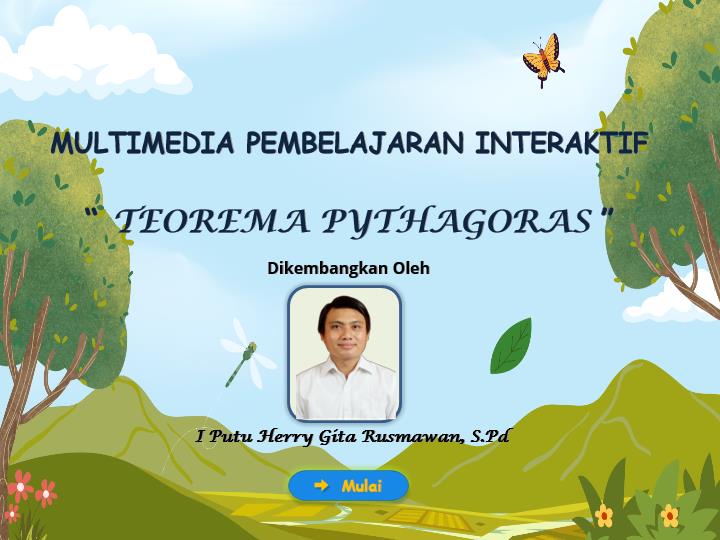 MULTIMEDIA PEMBELAJARAN INTERAKTIF
" TEOREMA PYTHAGORAS "
Dikembangkan Oleh
I Putu Herry Gita Rusmawan, S.Pd
Mulai